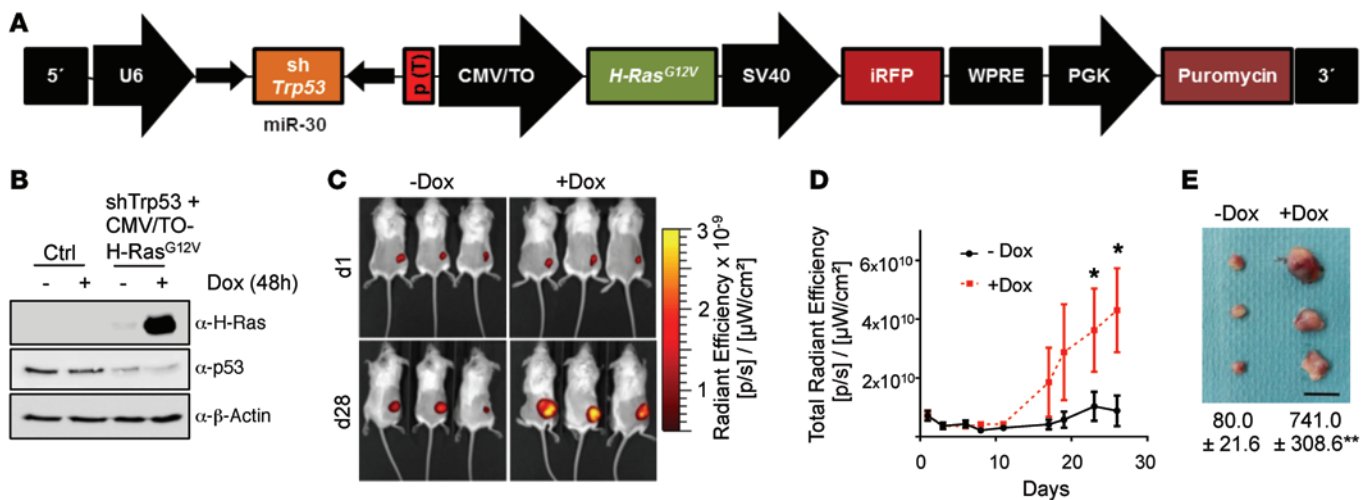 A
5´
U6
sh
Trp53
miR-30
p (T)
CMV/TO
H-Ras^G12V
SV40
iRFP
WPRE
PGK
Puromycin
3´
B
shTrp53 +
CMV/TO-
Ctrl H-Ras^G12V
- + - + Dox (48h)
α-H-Ras
α-p53
α-β-Actin
C
-Dox +Dox
d1
d28
3
2
1
Radiant Efficiency x 10^-9
[p/s] / [µW/cm²]
D
Total Radiant Efficiency
[p/s] / [µW/cm²]
6x10^10
4x10^10
2x10^10
- Dox
+Dox
* *
0 10 20 30
Days
E
-Dox +Dox
80.0 741.0
± 21.6 ± 308.6**